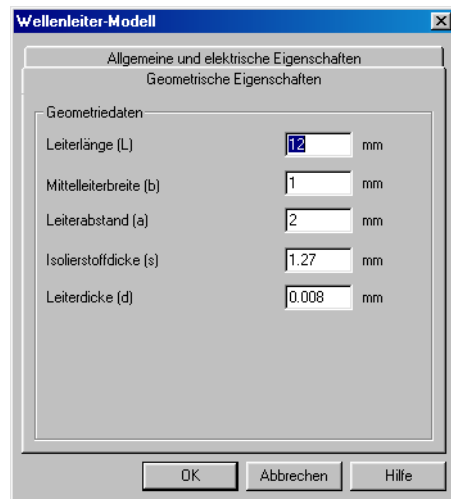 Wellenleiter-Modell
Allgemeine und elektrische Eigenschaften
Geometrische Eigenschaften
Geometriedaten
Leiterlänge (L) 12 mm
Mittelleiterbreite (b) 1 mm
Leiterabstand (a) 2 mm
Isolierstoffdicke (s) 1.27 mm
Leiterdicke (d) 0.008 mm
OK Abbrechen Hilfe